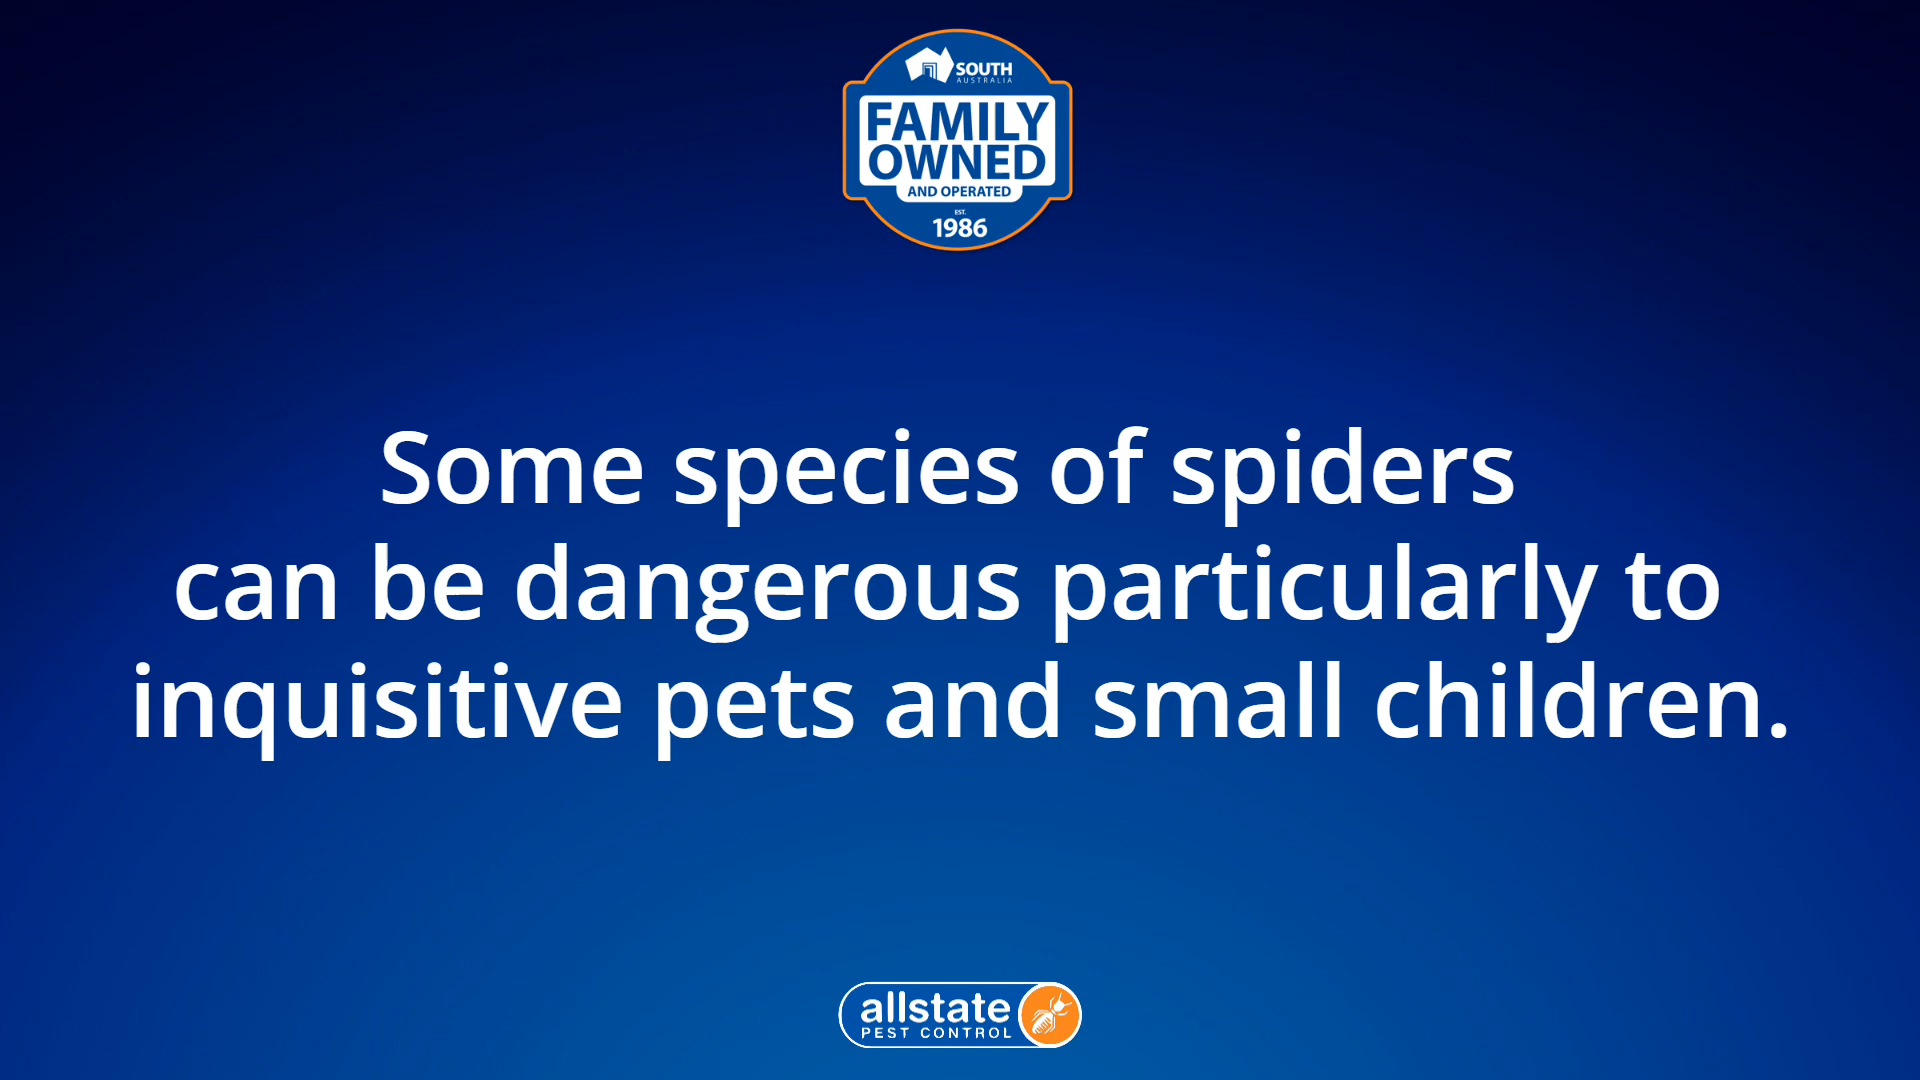 SOUTH
AUSTRALIA
FAMILY
OWNED
AND OPERATED
EST.
1986
Some species of spiders
can be dangerous particularly to
inquisitive pets and small children.
allstate
PEST CONTROL